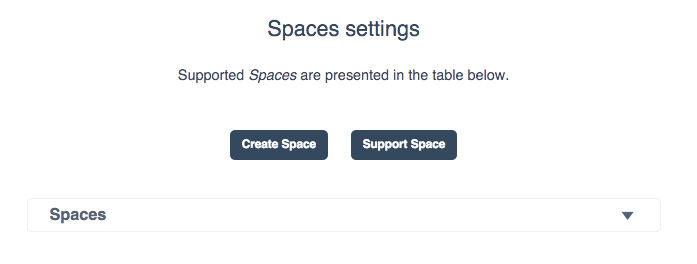 Spaces settings
Supported Spaces are presented in the table below.
Create Space Support Space
Spaces